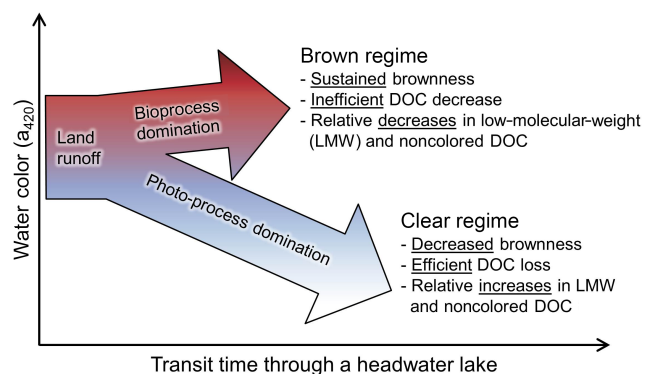 Water color (a420)
Land
runoff
Bioprocess
domination
Photo-process domination
Brown regime
- Sustained brownness
- Inefficient DOC decrease
- Relative decreases in low-molecular-weight
(LMW) and noncolored DOC
Clear regime
- Decreased brownness
- Efficient DOC loss
- Relative increases in LMW
and noncolored DOC
Transit time through a headwater lake